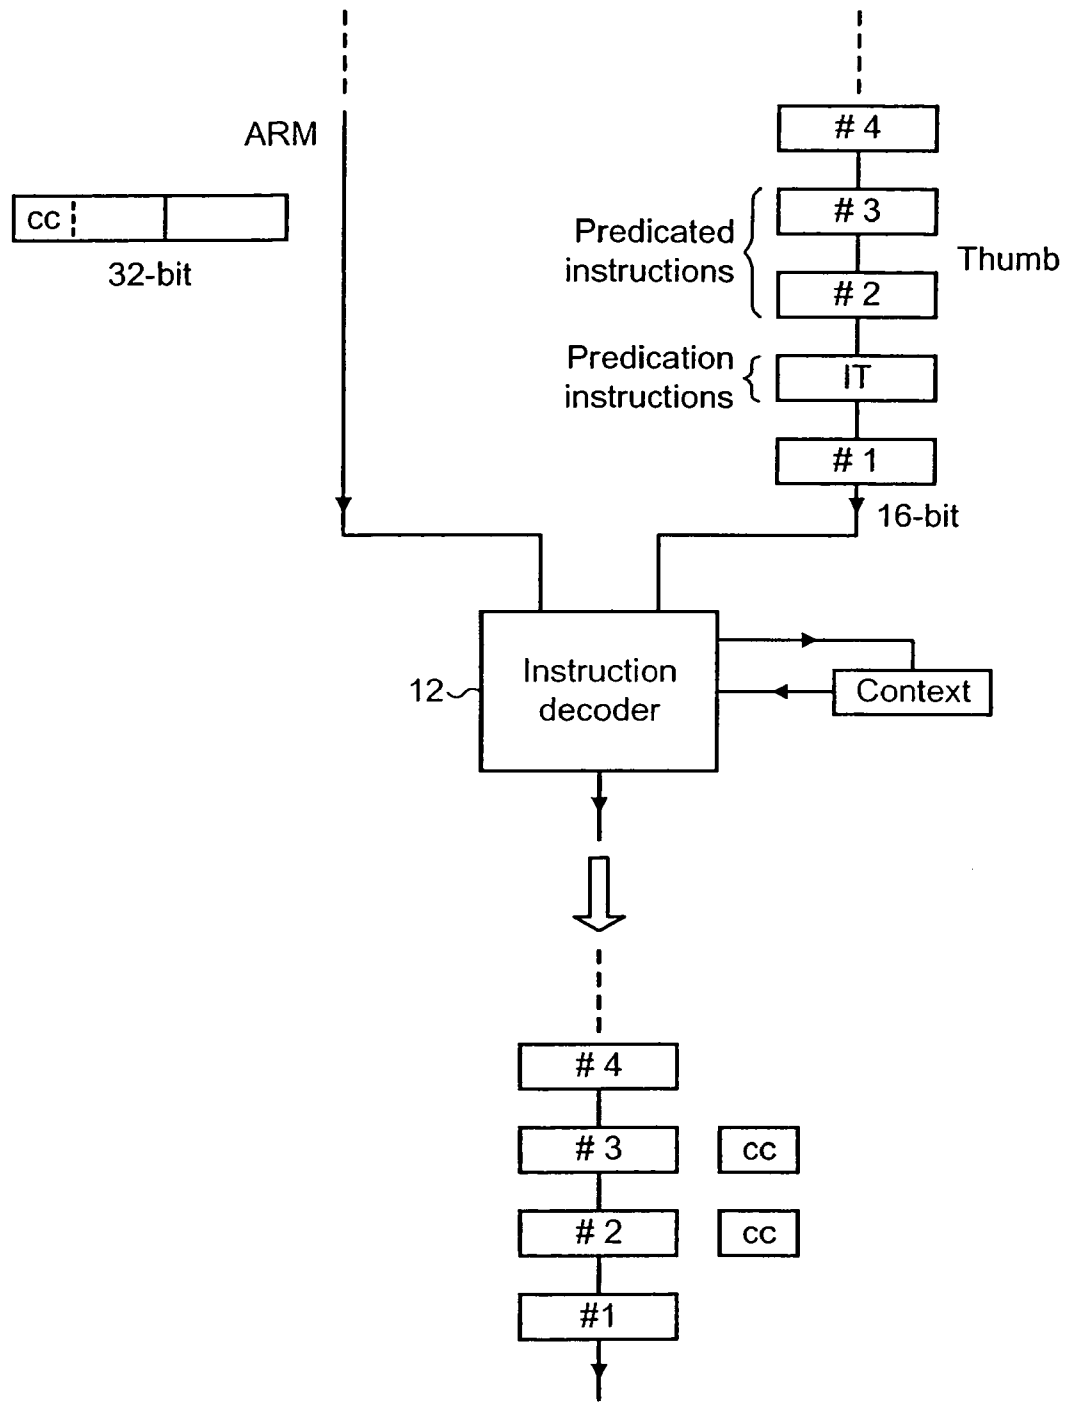 ARM
cc
32-bit
# 4
# 3
Predicated
instructions
Thumb
# 2
Predication
instructions
IT
# 1
16-bit
12
Instruction
decoder
Context
# 4
# 3
cc
# 2
cc
#1